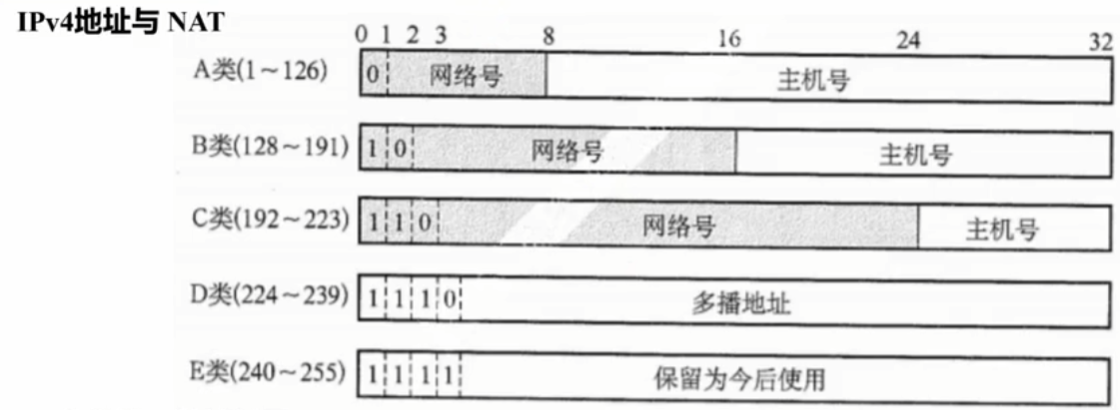 IPv4地址与 NAT
0 1 2 3 8 16 24 32
A类(1～126) 0 网络号 主机号
B类(128～191) 1 0 网络号 主机号
C类(192～223) 1 1 0 网络号 主机号
D类(224～239) 1 1 1 0 多播地址
E类(240～255) 1 1 1 1 保留为今后使用